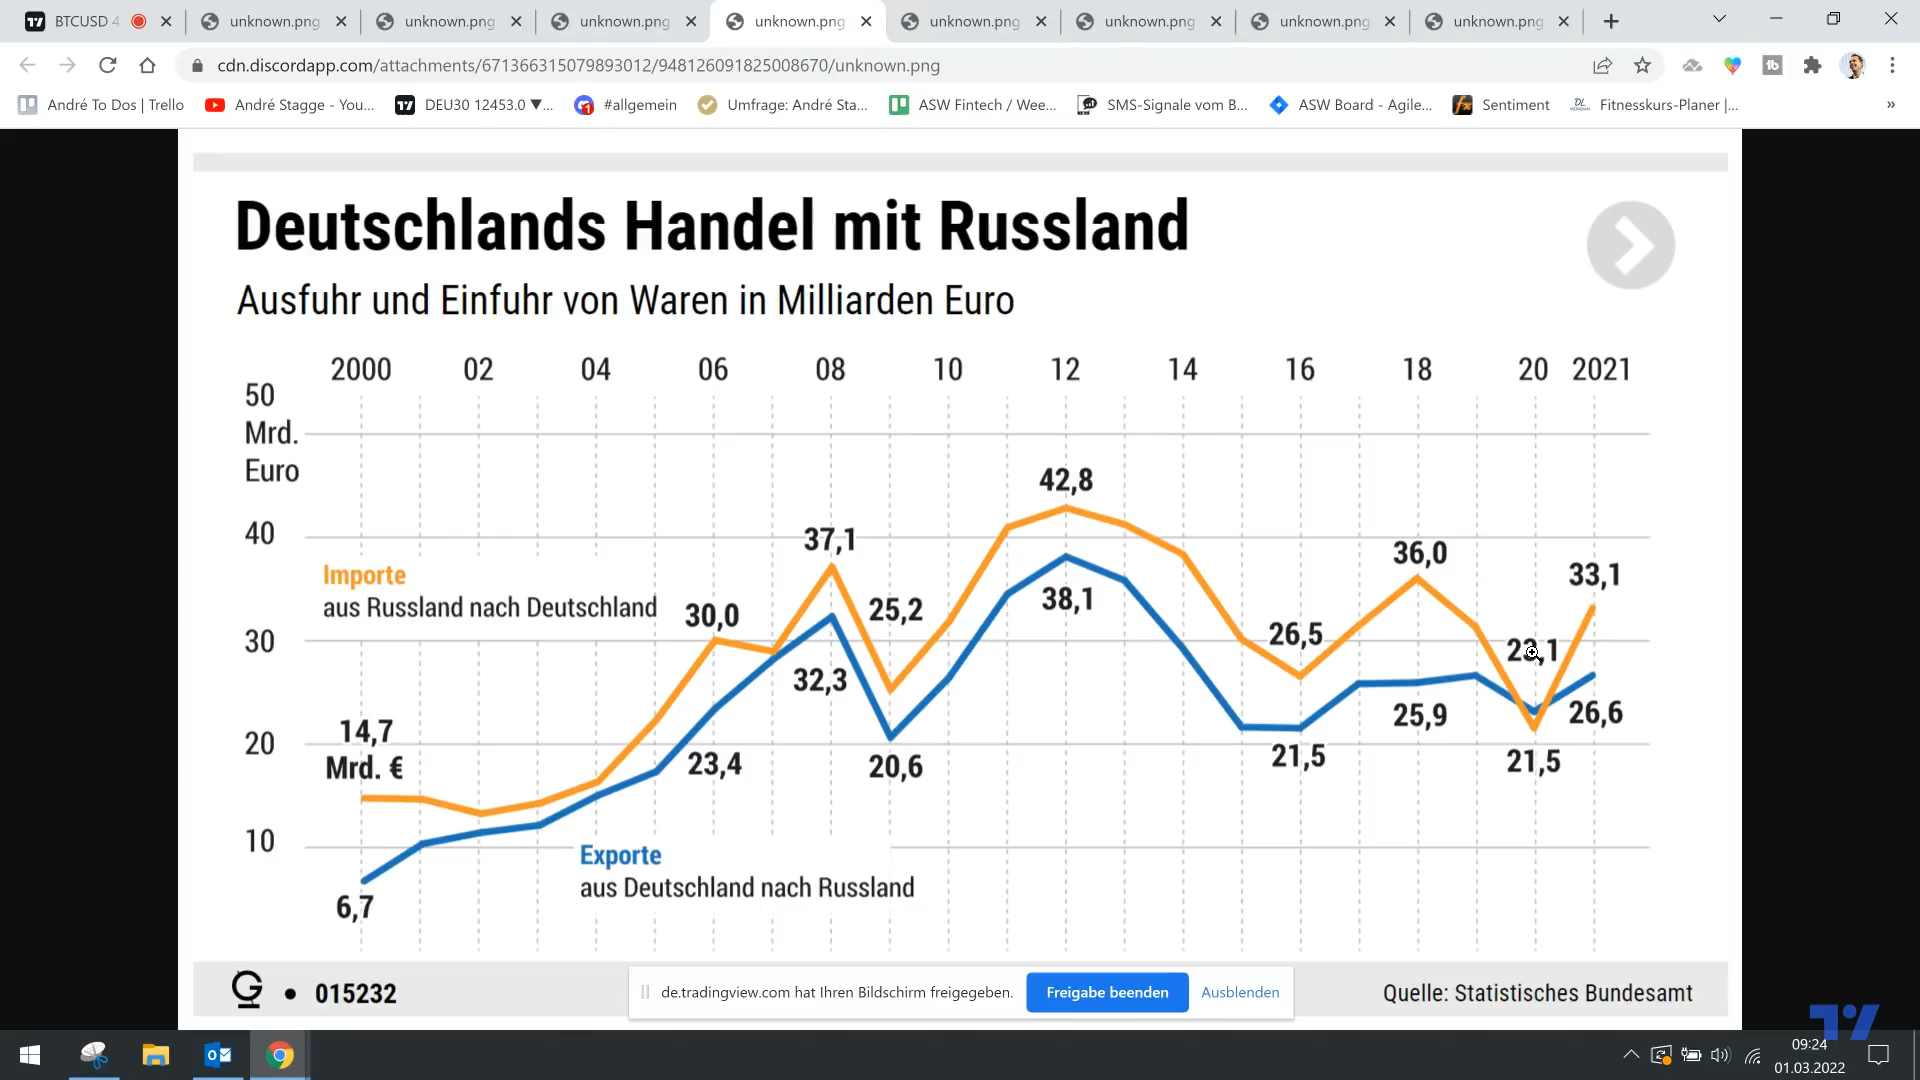 BTCUSD 4
unknown.png
unknown.png
unknown.png
unknown.png
unknown.png
unknown.png
unknown.png
unknown.png
cdn.discordapp.com/attachments/671366315079893012/948126091825008670/unknown.png
André To Dos | Trello
André Stagge - You...
DEU30 12453.0 ▼...
#allgemein
Umfrage: André Sta...
ASW Fintech / Wee...
SMS-Signale vom B...
ASW Board - Agile...
Sentiment
Fitnesskurs-Planer |...
»
Deutschlands Handel mit Russland
Ausfuhr und Einfuhr von Waren in Milliarden Euro
2000 02 04 06 08 10 12 14 16 18 20 2021
50
Mrd.
Euro
40
30
20
10
Importe
aus Russland nach Deutschland
14,7
Mrd. €
30,0
37,1
25,2
42,8
26,5
36,0
23,1
33,1
6,7
23,4
32,3
20,6
38,1
21,5
25,9
21,5
26,6
Exporte
aus Deutschland nach Russland
G • 015232
de.tradingview.com hat Ihren Bildschirm freigegeben.
Freigabe beenden
Ausblenden
Quelle: Statistisches Bundesamt
09:24
01.03.2022